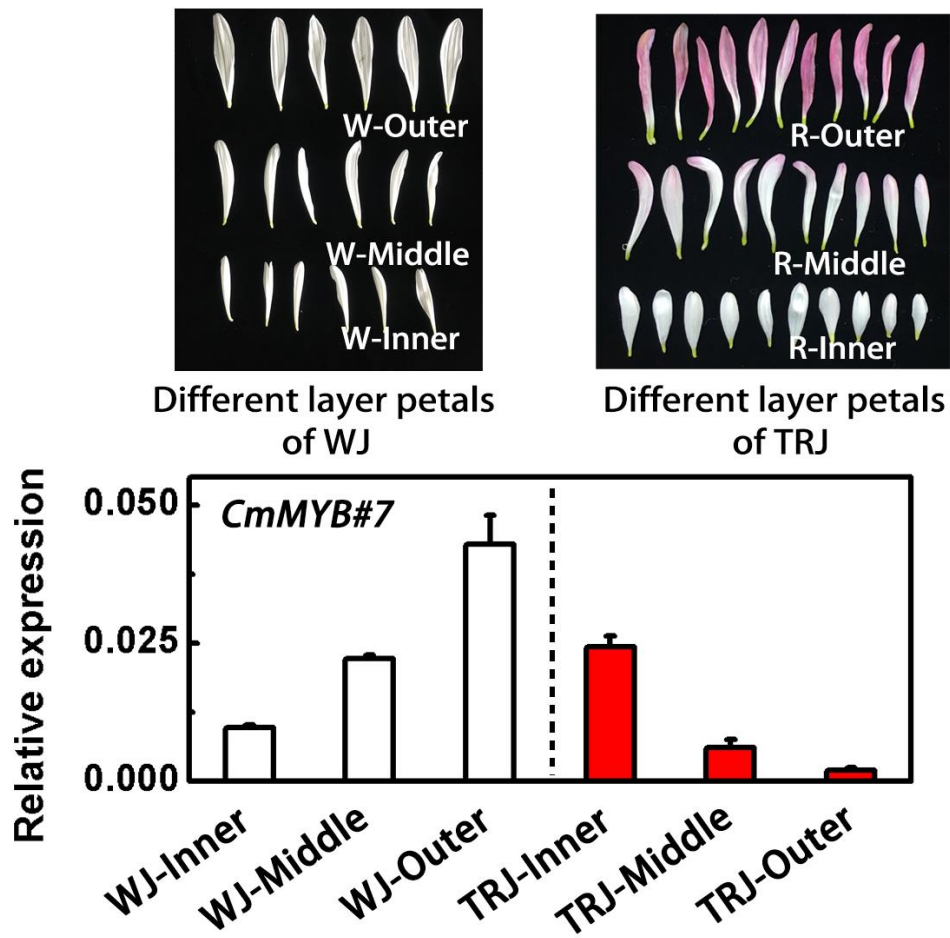 W-Outer
W-Middle
W-Inner
R-Outer
R-Middle
R-Inner
Different layer petals
of WJ
Different layer petals
of TRJ
Relative expression
0.050
0.025
0.000
CmMYB#7
WJ-Inner
WJ-Middle
WJ-Outer
TRJ-Inner
TRJ-Middle
TRJ-Outer